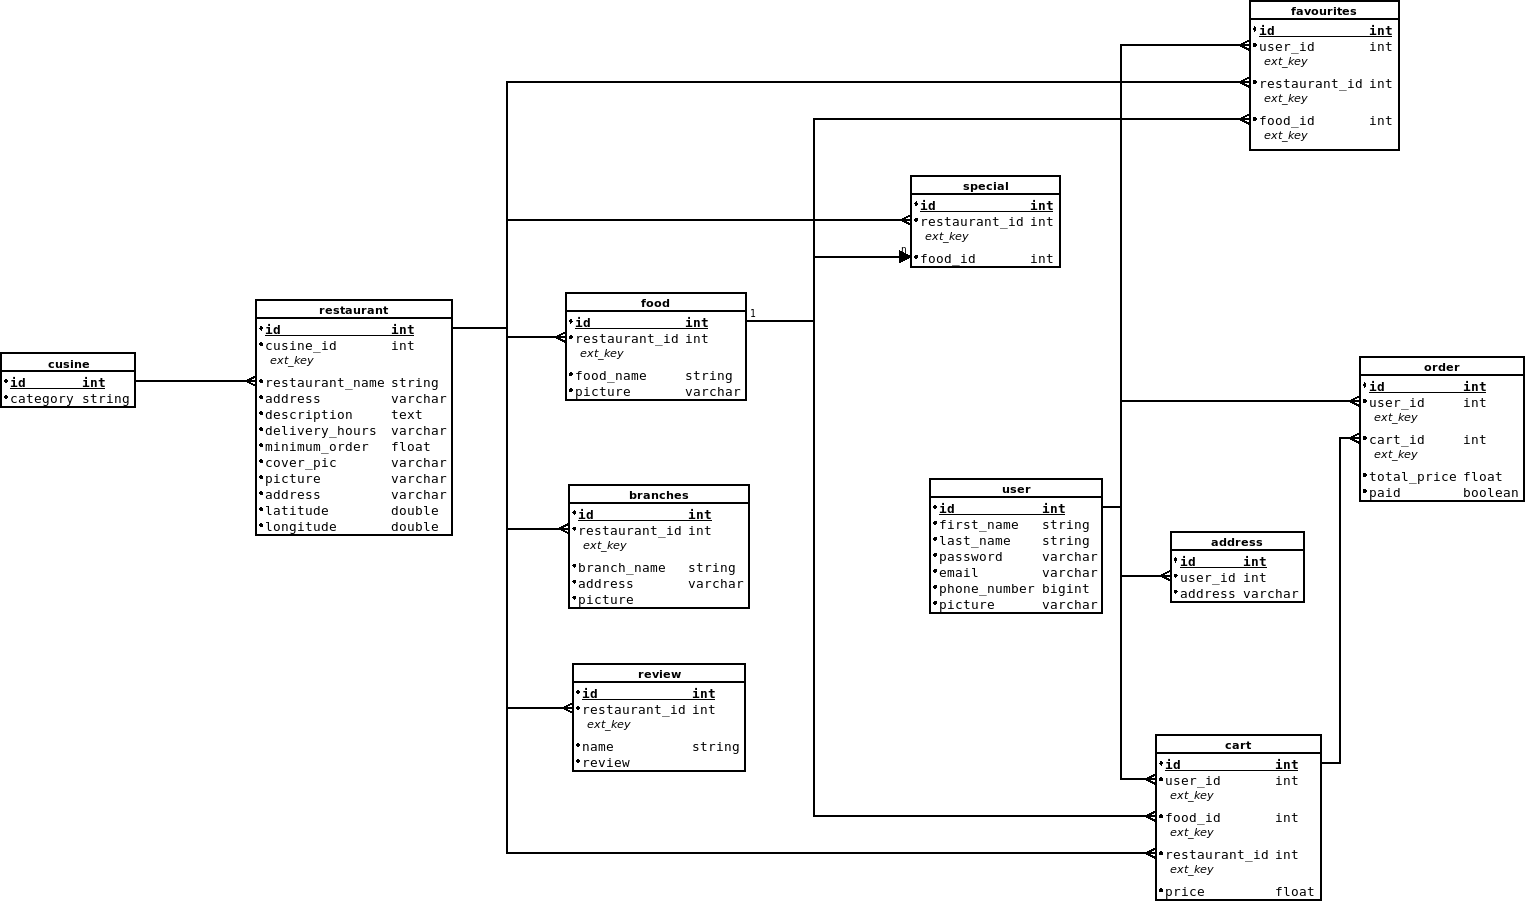 favourites
id int
user_id int
ext_key
restaurant_id int
ext_key
food_id int
ext_key
special
id int
restaurant_id int
ext_key
n
food_id int
restaurant
id int
cusine_id int
ext_key
restaurant_name string
address varchar
description text
delivery_hours varchar
minimum_order float
cover_pic varchar
picture varchar
address varchar
latitude double
longitude double
food
1
id int
restaurant_id int
ext_key
food_name string
picture varchar
cusine
id int
category string
order
id int
user_id int
ext_key
cart_id int
ext_key
total_price float
paid boolean
branches
id int
restaurant_id int
ext_key
branch_name string
address varchar
picture
user
id int
first_name string
last_name string
password varchar
email varchar
phone_number bigint
picture varchar
address
id int
user_id int
address varchar
review
id int
restaurant_id int
ext_key
name string
review
cart
id int
user_id int
ext_key
food_id int
ext_key
restaurant_id int
ext_key
price float